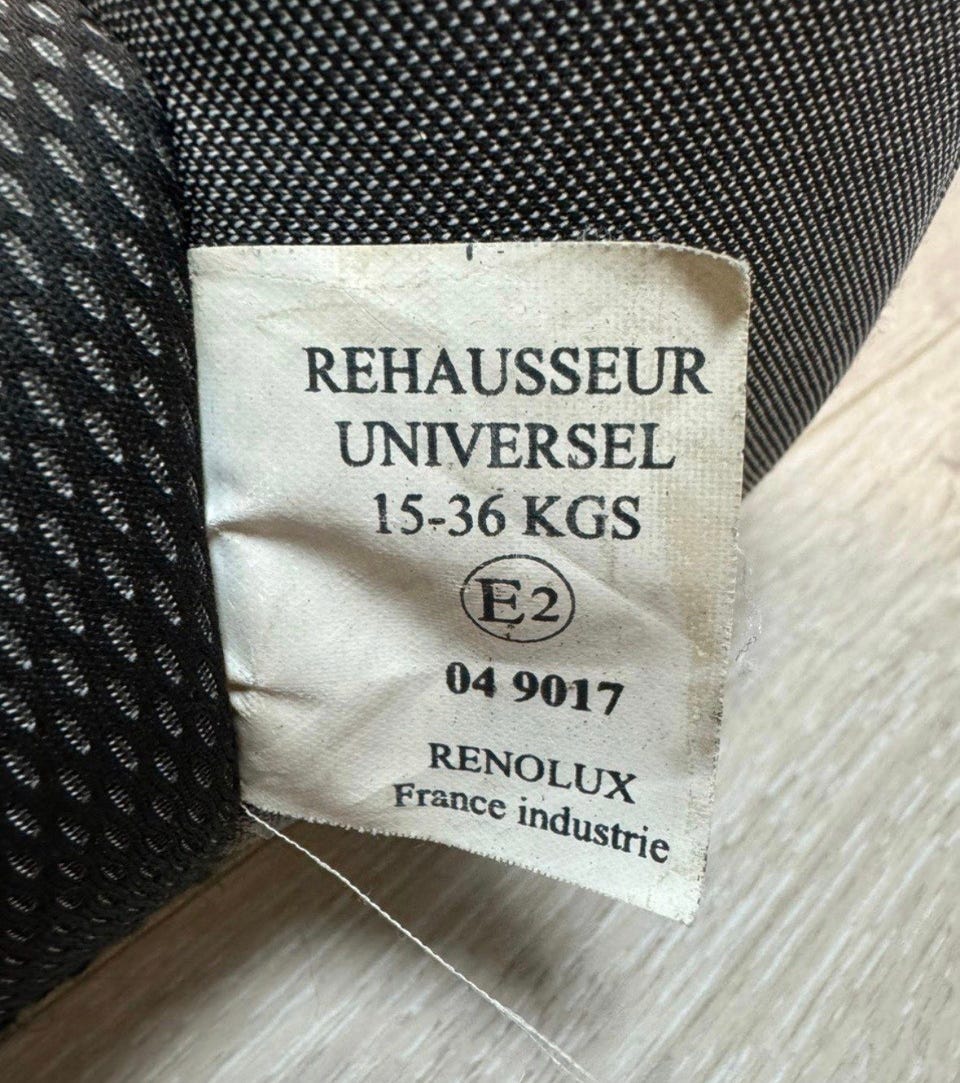 REHAUSSEUR
UNIVERSEL
15-36 KGS
E2
04 9017
RENOLUX
France industrie